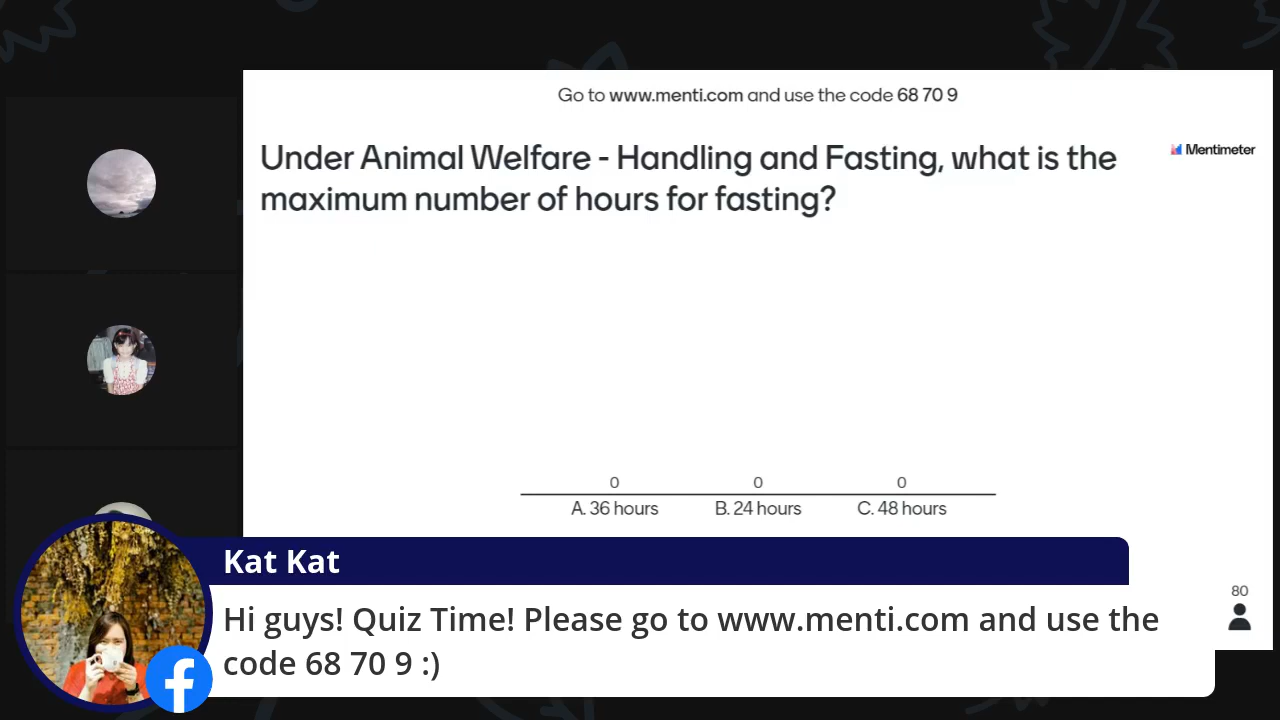 Go to www.menti.com and use the code 68 70 9
Under Animal Welfare - Handling and Fasting, what is the
maximum number of hours for fasting?
Mentimeter
0 0 0
A. 36 hours B. 24 hours C. 48 hours
80
Kat Kat
Hi guys! Quiz Time! Please go to www.menti.com and use the
code 68 70 9 :)